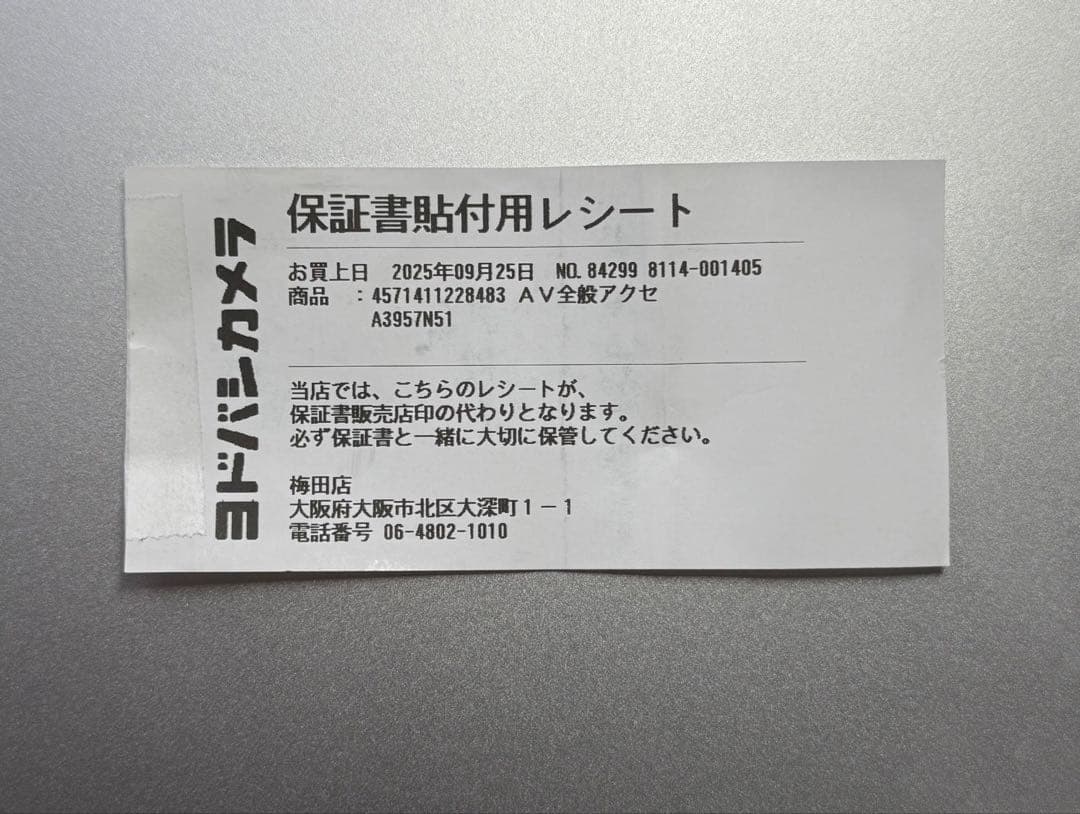 ヨドバシカメラ
保証書貼付用レシート
お買上日　2025年09月25日　NO. 84299 8114-001405
商品　：4571411228483 ＡＶ全般アクセ
A3957N51
当店では、こちらのレシートが、
保証書販売店印の代わりとなります。
必ず保証書と一緒に大切に保管してください。
梅田店
大阪府大阪市北区大深町１－１
電話番号 06-4802-1010